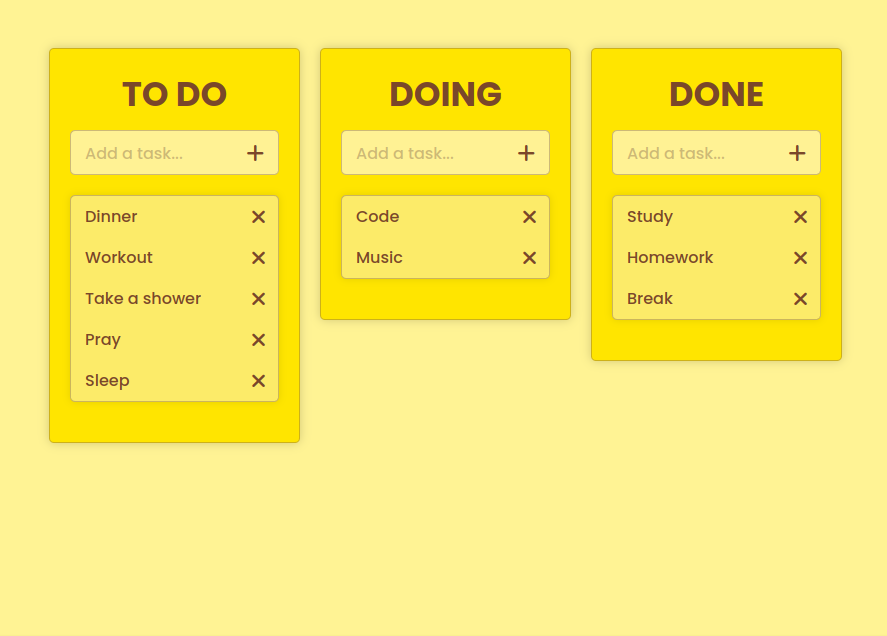 TO DO
Add a task...
Dinner
Workout
Take a shower
Pray
Sleep
DOING
Add a task...
Code
Music
DONE
Add a task...
Study
Homework
Break